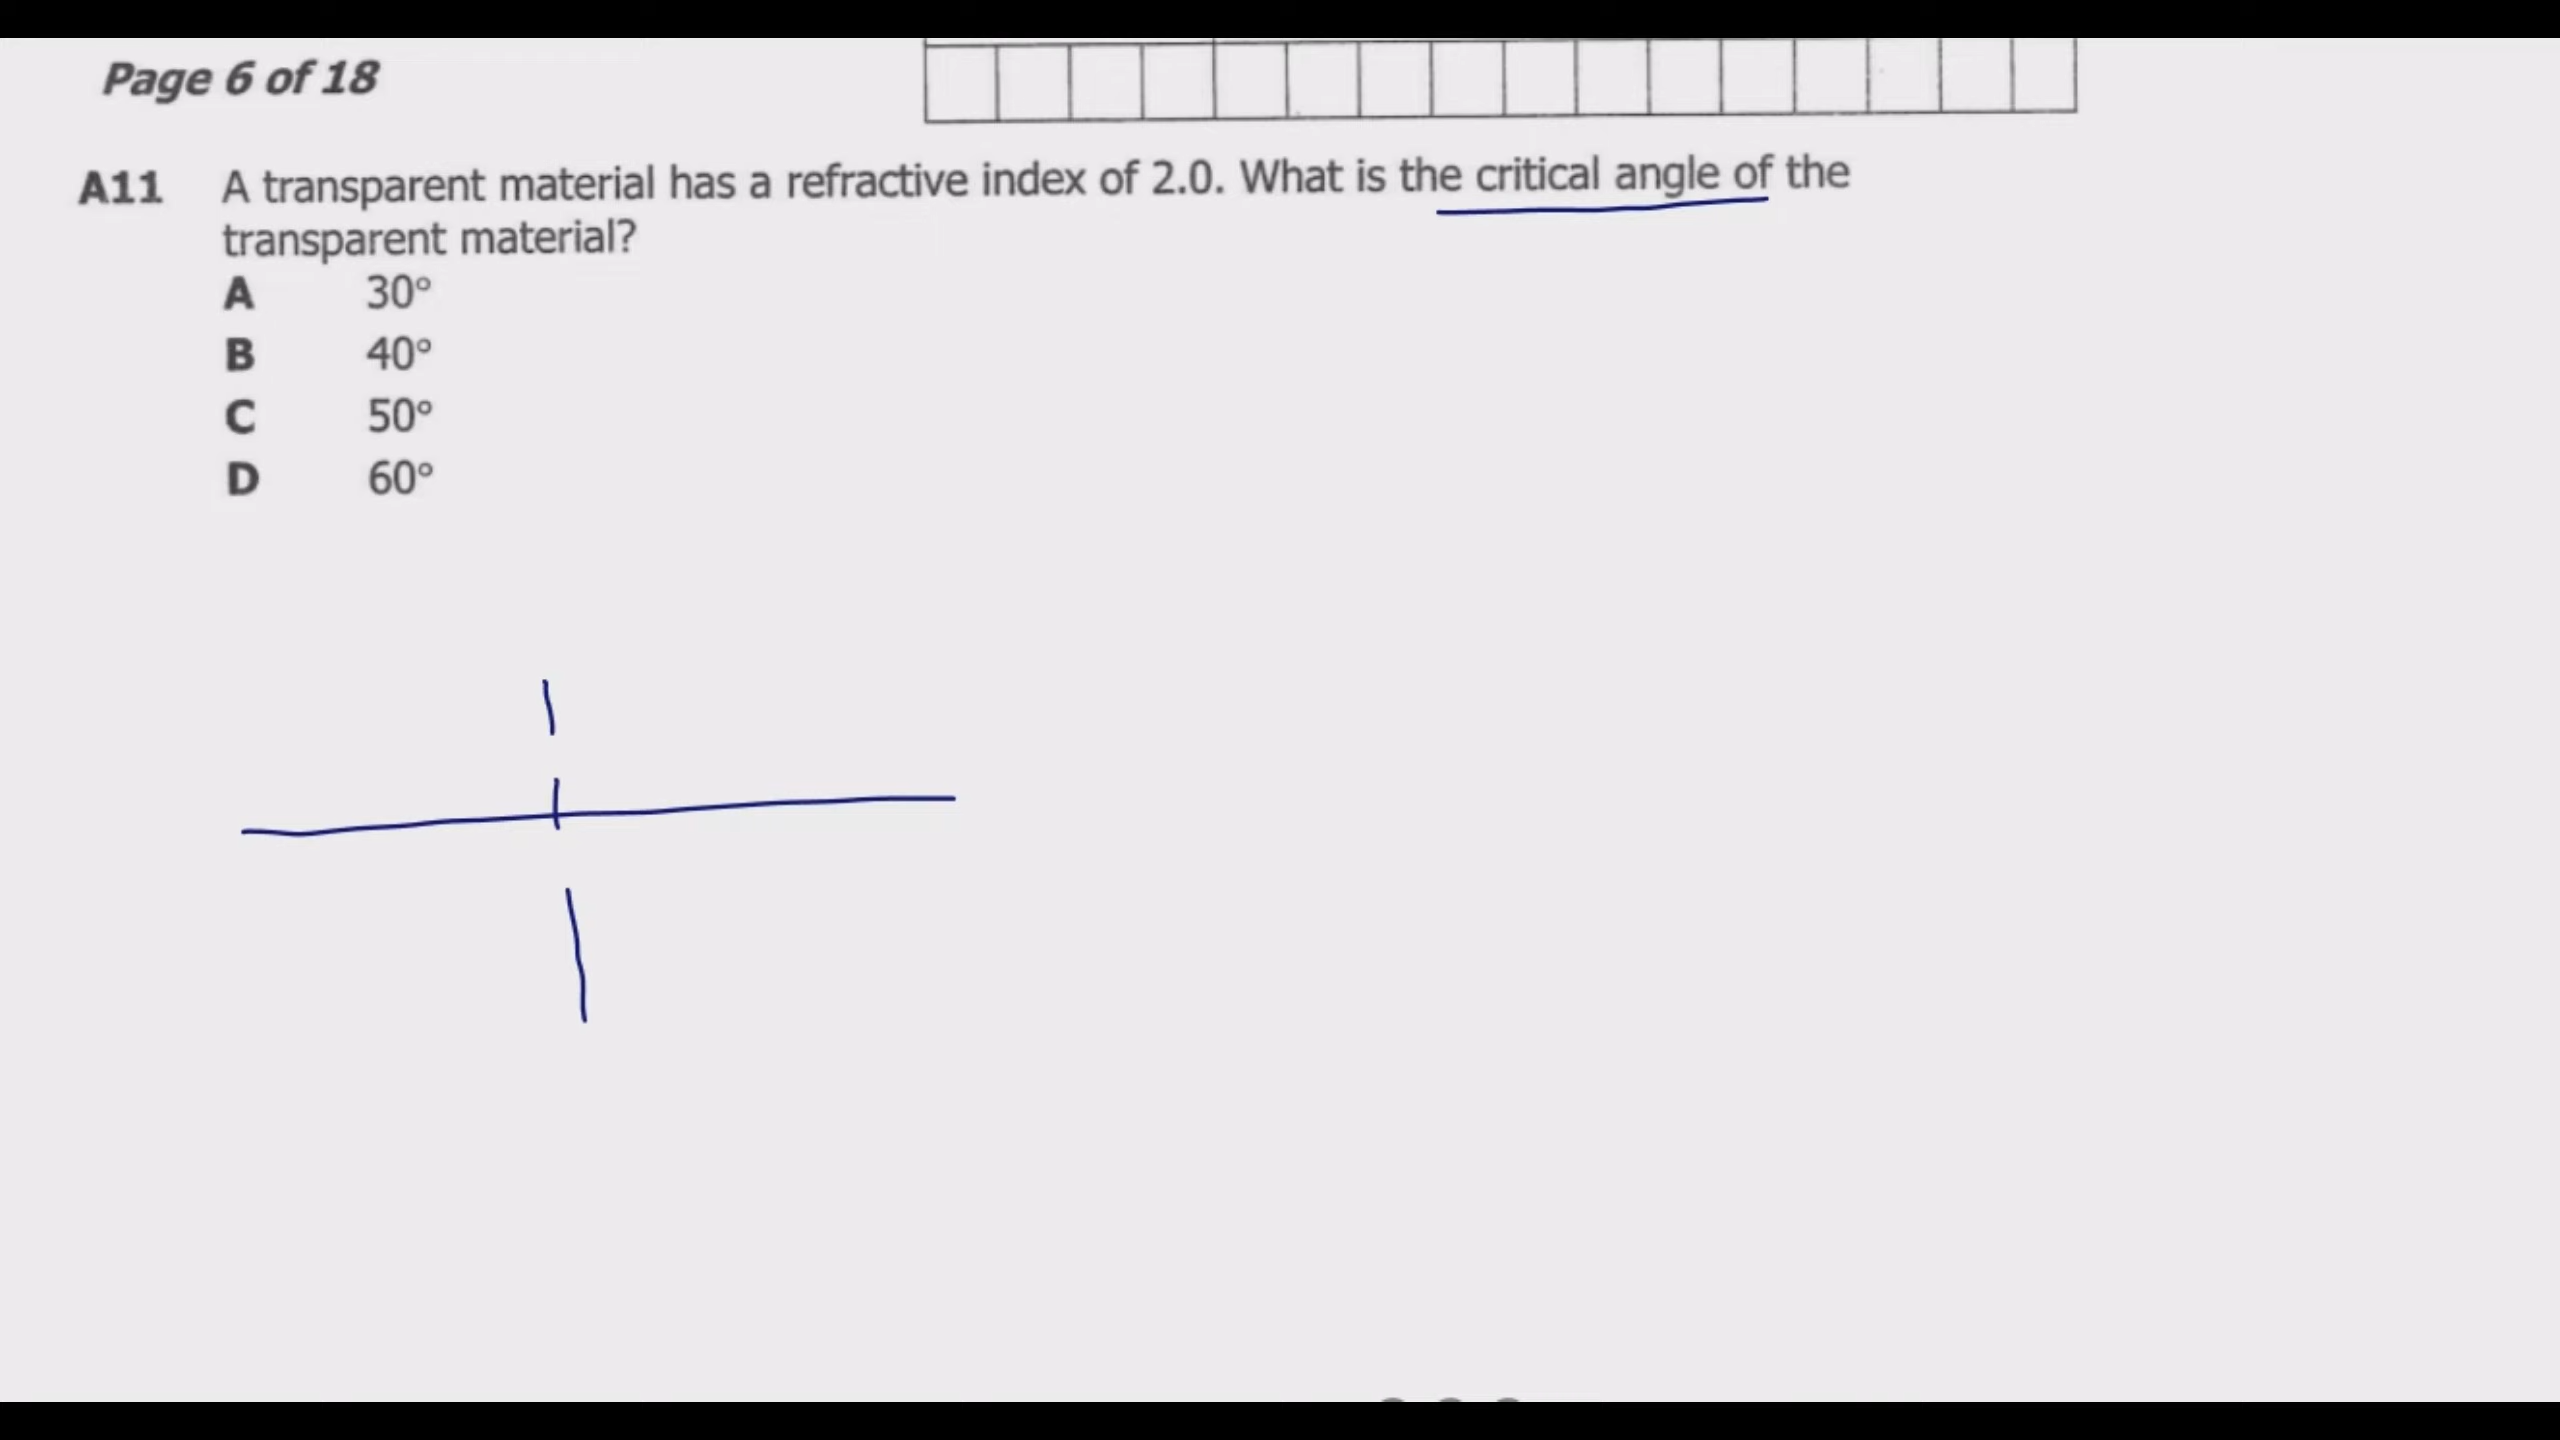 Page 6 of 18
A11 A transparent material has a refractive index of 2.0. What is the critical angle of the
transparent material?
A 30°
B 40°
C 50°
D 60°